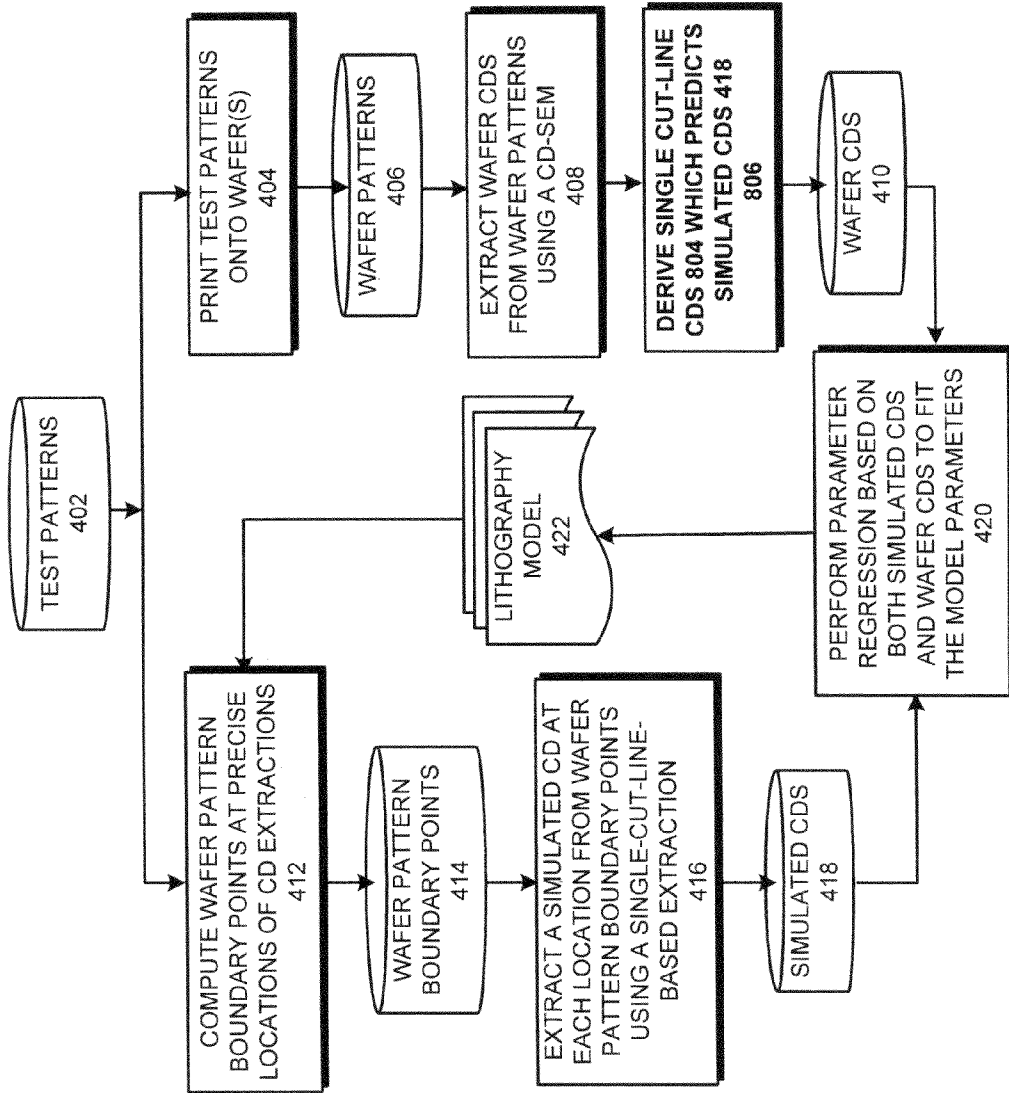 TEST PATTERNS
402
PRINT TEST PATTERNS
ONTO WAFER(S)
404
WAFER PATTERNS
406
EXTRACT WAFER CDS
FROM WAFER PATTERNS
USING A CD-SEM
408
DERIVE SINGLE CUT-LINE
CDS 804 WHICH PREDICTS
SIMULATED CDS 418
806
WAFER CDS
410
COMPUTE WAFER PATTERN
BOUNDARY POINTS AT PRECISE
LOCATIONS OF CD EXTRACTIONS
412
WAFER PATTERN
BOUNDARY POINTS
414
EXTRACT A SIMULATED CD AT
EACH LOCATION FROM WAFER
PATTERN BOUNDARY POINTS
USING A SINGLE-CUT-LINE-
BASED EXTRACTION
416
SIMULATED CDS
418
LITHOGRAPHY
MODEL
422
PERFORM PARAMETER
REGRESSION BASED ON
BOTH SIMULATED CDS
AND WAFER CDS TO FIT
THE MODEL PARAMETERS
420